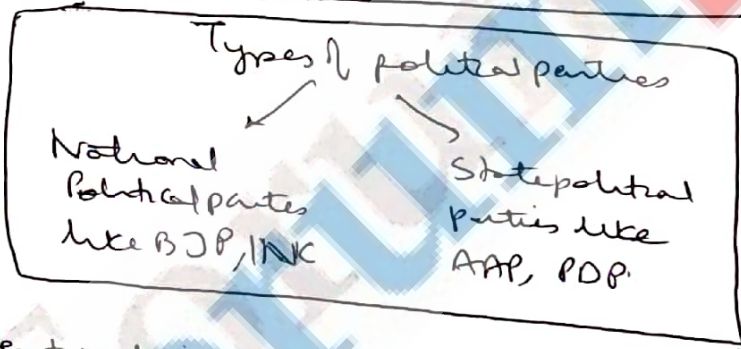 Types of political parties
National
Political parties
like BJP, INC
State political
parties like
AAP, PDP.